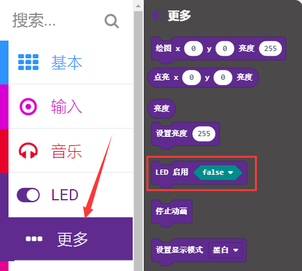 搜索...
基本
输入
音乐
LED
更多
更多
绘图 x 0 y 0 亮度 255
点亮 x 0 y 0 亮度
亮度
设置亮度 255
LED 启用 false
停止动画
设置显示模式 蛋白